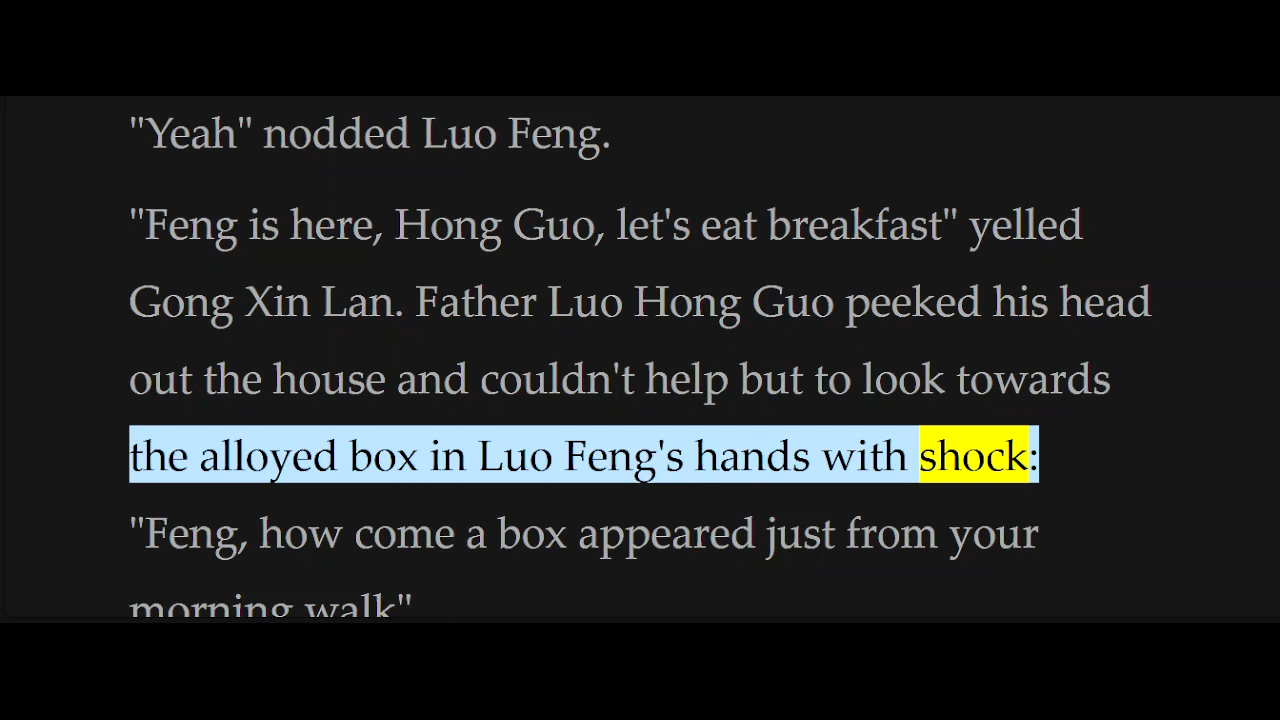 "Yeah" nodded Luo Feng.
"Feng is here, Hong Guo, let's eat breakfast" yelled
Gong Xin Lan. Father Luo Hong Guo peeked his head
out the house and couldn't help but to look towards
the alloyed box in Luo Feng's hands with shock:
"Feng, how come a box appeared just from your
morning walk"